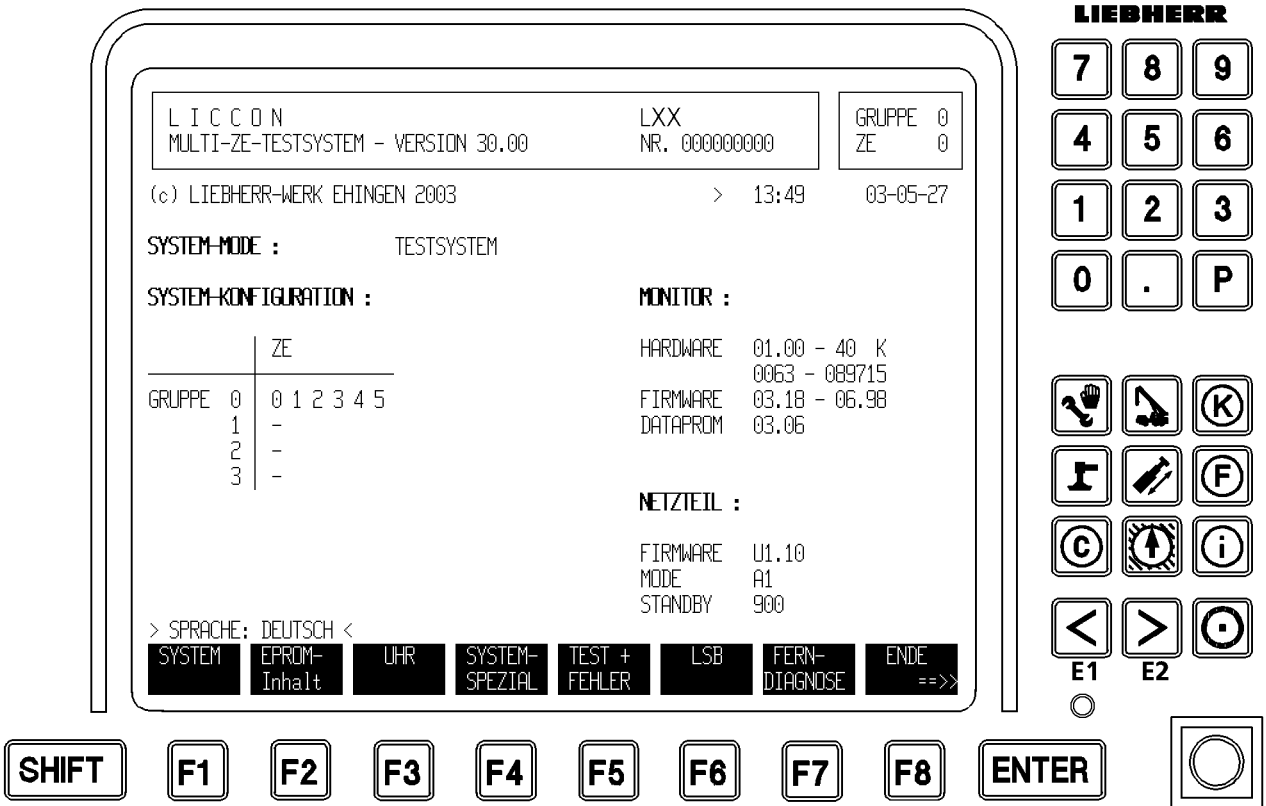 LIEBHERR
L I C C O N LXX GRUPPE 0
MULTI-ZE-TESTSYSTEM - VERSION 30.00 NR. 000000000 ZE 0
(c) LIEBHERR-WERK EHINGEN 2003 > 13:49 03-05-27
SYSTEM-MODE : TESTSYSTEM
SYSTEM-KONFIGURATION : MONITOR :
ZE HARDWARE 01.00 - 40 K
0063 - 089715
GRUPPE 0 0 1 2 3 4 5 FIRMWARE 03.18 - 06.98
1 - DATAPROM 03.06
2 -
3 -
NETZTEIL :
FIRMWARE U1.10
MODE A1
STANDBY 900
> SPRACHE: DEUTSCH <
SYSTEM EPROM- UHR SYSTEM- TEST + LSB FERN- ENDE
Inhalt SPEZIAL FEHLER DIAGNOSE ==>>
7 8 9
4 5 6
1 2 3
0 . P
K
F
C i
< >
E1 E2
SHIFT F1 F2 F3 F4 F5 F6 F7 F8 ENTER